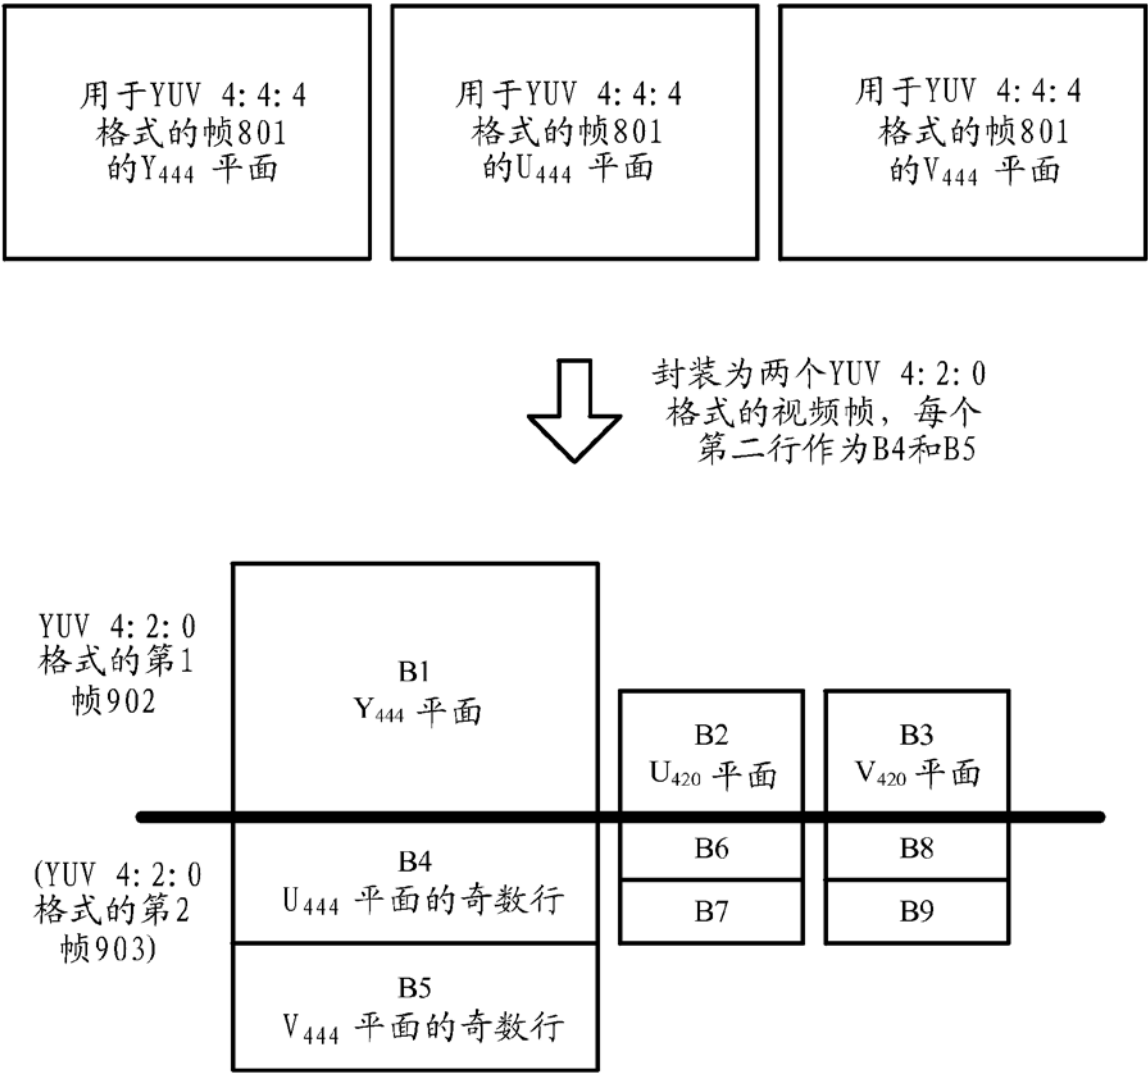 用于YUV 4:4:4
格式的帧801
的Y444 平面
用于YUV 4:4:4
格式的帧801
的U444 平面
用于YUV 4:4:4
格式的帧801
的V444 平面
封装为两个YUV 4:2:0
格式的视频帧，每个
第二行作为B4和B5
YUV 4:2:0
格式的第1
帧902
B1
Y444 平面
B2
U420 平面
B3
V420 平面
(YUV 4:2:0
格式的第2
帧903)
B4
U444 平面的奇数行
B5
V444 平面的奇数行
B6
B7
B8
B9